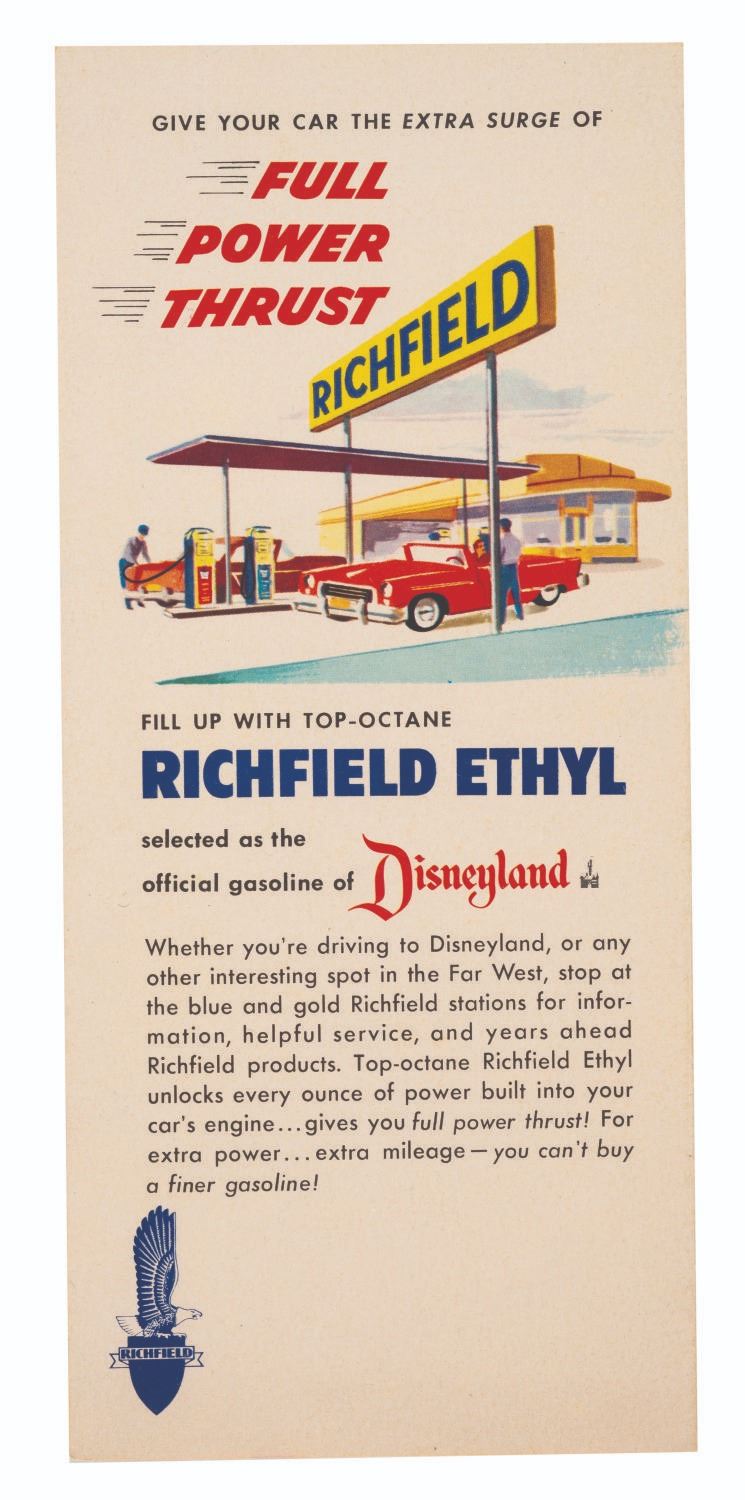 GIVE YOUR CAR THE EXTRA SURGE OF
FULL
POWER
THRUST
RICHFIELD
FILL UP WITH TOP-OCTANE
RICHFIELD ETHYL
selected as the
official gasoline of Disneyland
Whether you're driving to Disneyland, or any
other interesting spot in the Far West, stop at
the blue and gold Richfield stations for infor-
mation, helpful service, and years ahead
Richfield products. Top-octane Richfield Ethyl
unlocks every ounce of power built into your
car's engine...gives you full power thrust! For
extra power...extra mileage—you can't buy
a finer gasoline!
RICHFIELD